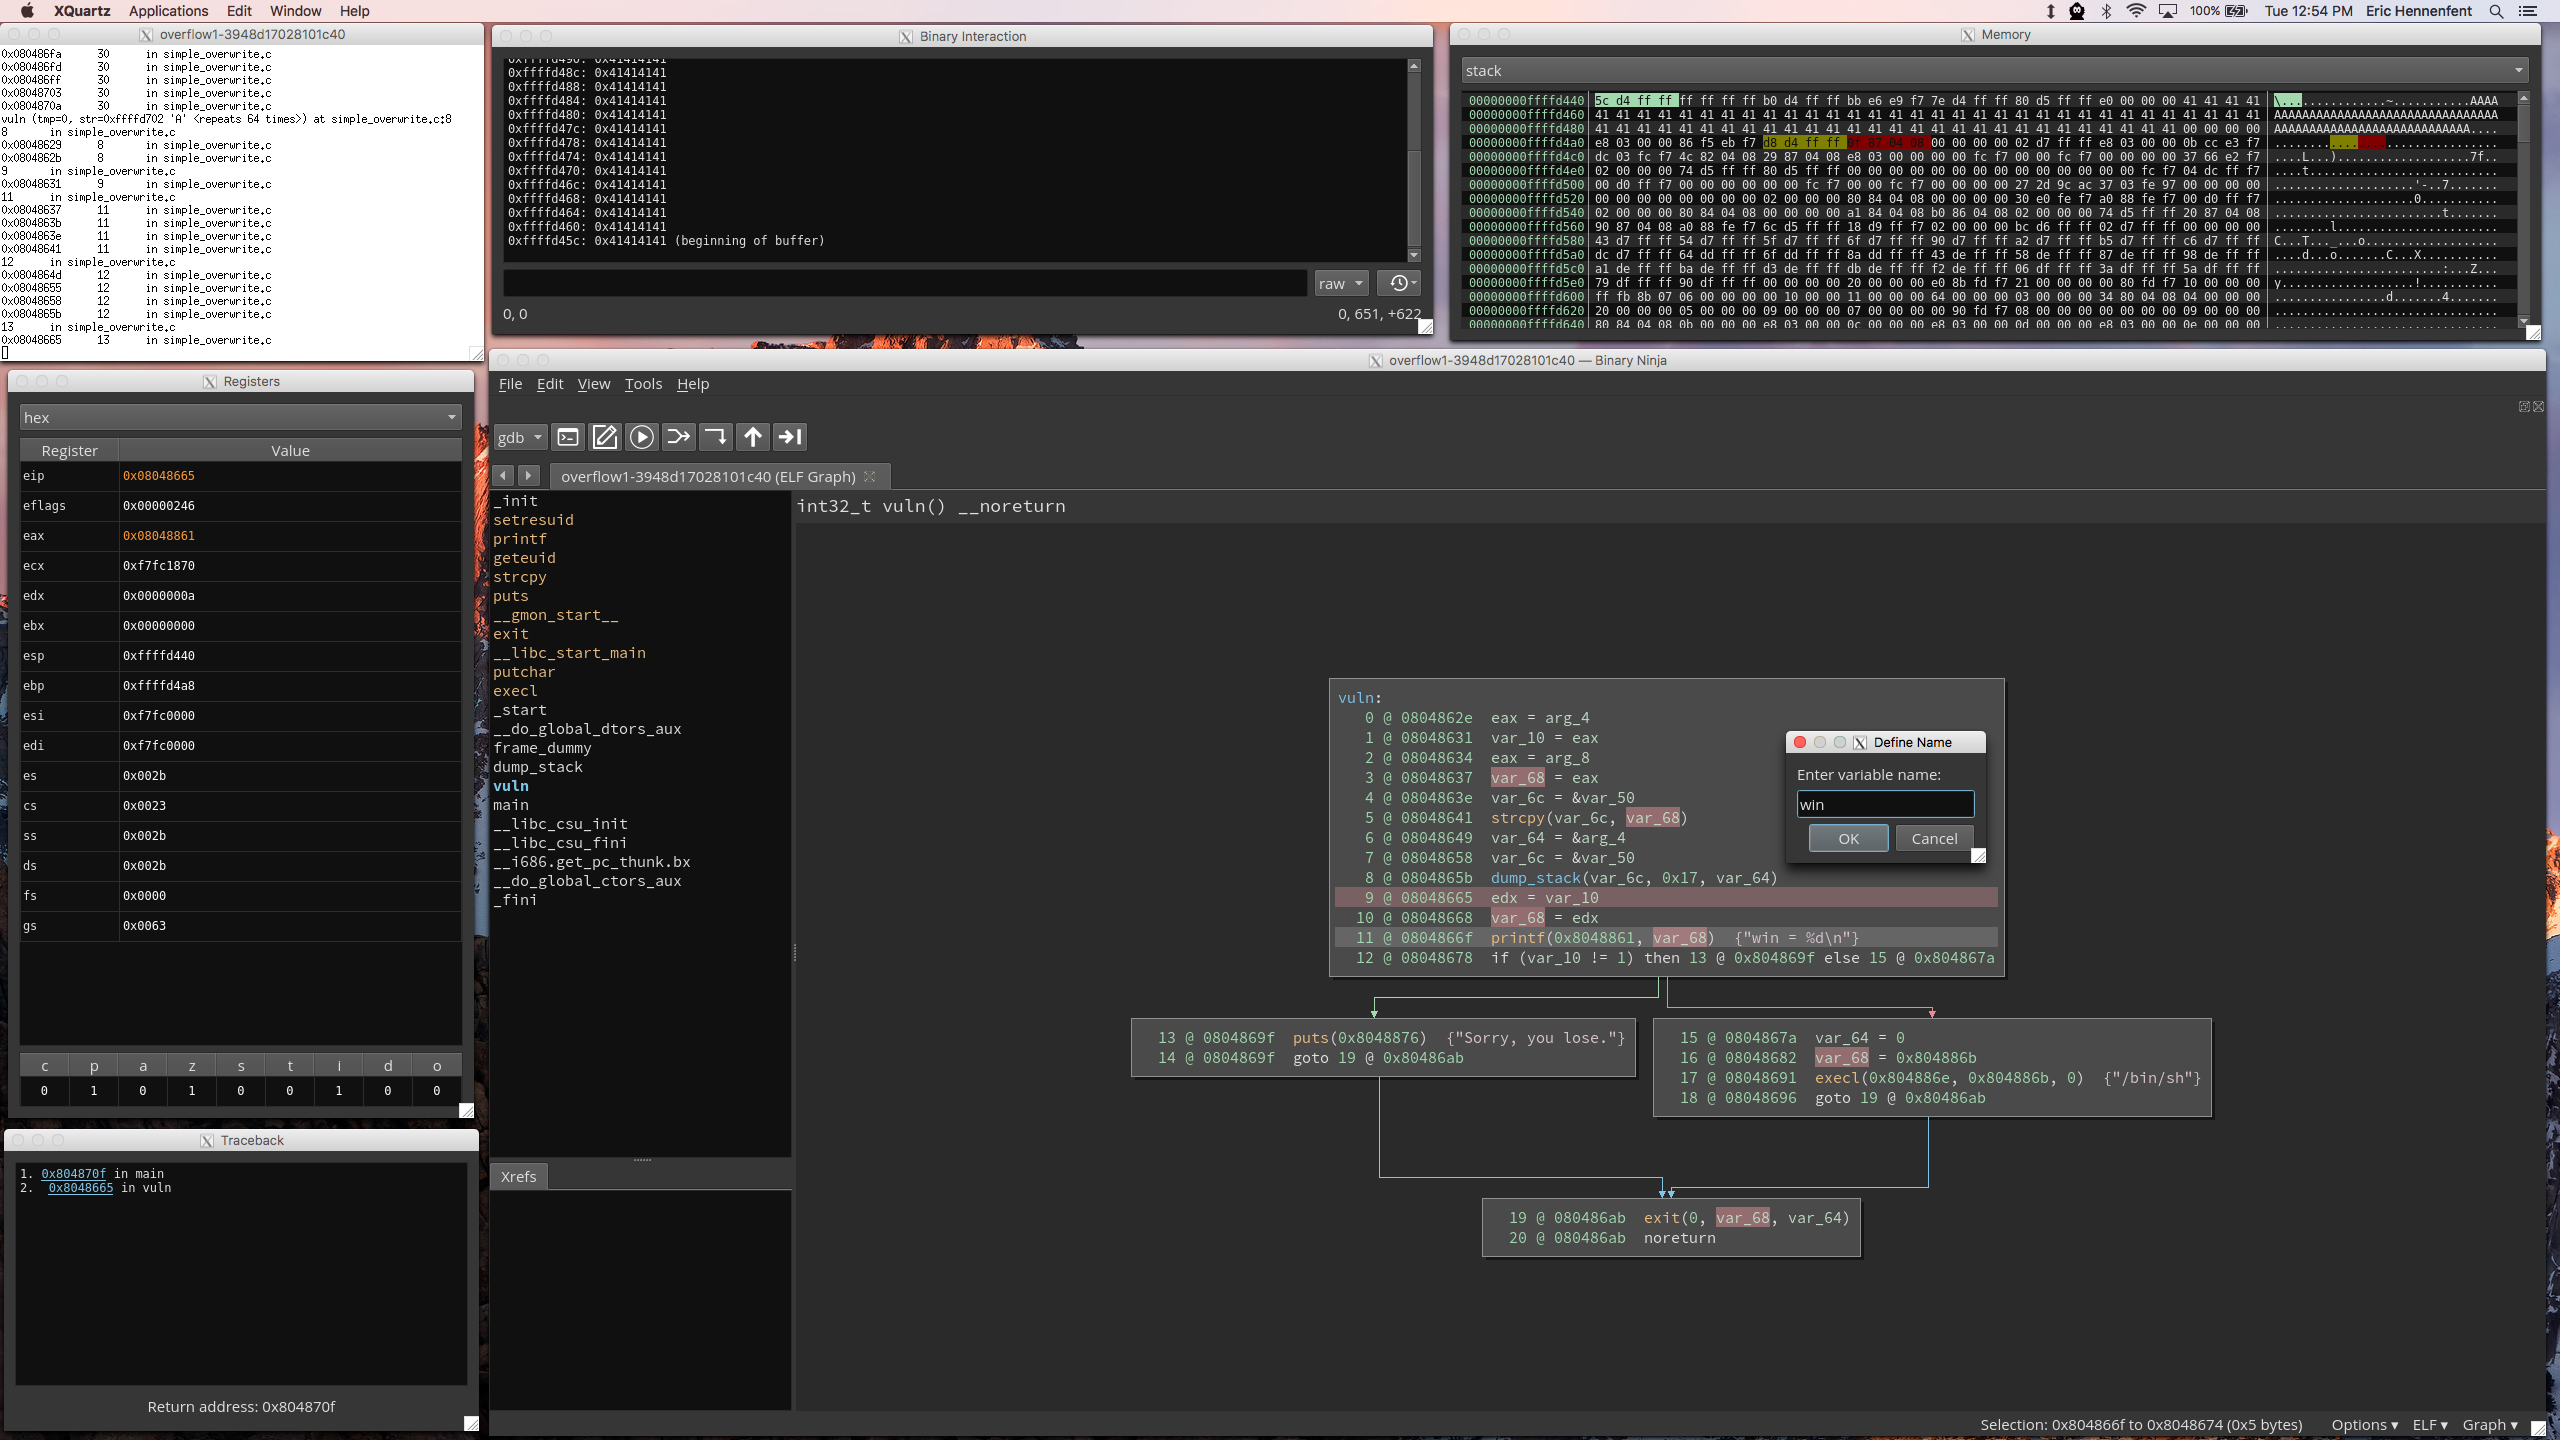 XQuartz Applications Edit Window Help
100% Tue 12:54 PM Eric Hennenfent
overflow1-3948d17028101c40
0x080486fa 30 in simple_overwrite.c
0x080486fd 30 in simple_overwrite.c
0x080486ff 30 in simple_overwrite.c
0x08048703 30 in simple_overwrite.c
0x0804870a 30 in simple_overwrite.c
vuln (tmp=0, str=0xffffd702 'A' <repeats 64 times>) at simple_overwrite.c:8
8 in simple_overwrite.c
0x08048629 8 in simple_overwrite.c
0x0804862b 8 in simple_overwrite.c
9 in simple_overwrite.c
0x08048631 9 in simple_overwrite.c
11 in simple_overwrite.c
0x08048637 11 in simple_overwrite.c
0x0804863b 11 in simple_overwrite.c
0x0804863e 11 in simple_overwrite.c
0x08048641 11 in simple_overwrite.c
12 in simple_overwrite.c
0x0804864d 12 in simple_overwrite.c
0x08048655 12 in simple_overwrite.c
0x08048658 12 in simple_overwrite.c
0x0804865b 12 in simple_overwrite.c
13 in simple_overwrite.c
0x08048665 13 in simple_overwrite.c
Binary Interaction
0xffffd490: 0x41414141
0xffffd48c: 0x41414141
0xffffd488: 0x41414141
0xffffd484: 0x41414141
0xffffd480: 0x41414141
0xffffd47c: 0x41414141
0xffffd478: 0x41414141
0xffffd474: 0x41414141
0xffffd470: 0x41414141
0xffffd46c: 0x41414141
0xffffd468: 0x41414141
0xffffd464: 0x41414141
0xffffd460: 0x41414141
0xffffd45c: 0x41414141 (beginning of buffer)
raw
0, 0
0, 651, +622
Memory
stack
00000000ffffd440 5c d4 ff ff ff ff ff ff b0 d4 ff ff bb e6 e9 f7 7e d4 ff ff 80 d5 ff ff e0 00 00 00 41 41 41 41 \...............~...........AAAA
00000000ffffd460 41 41 41 41 41 41 41 41 41 41 41 41 41 41 41 41 41 41 41 41 41 41 41 41 41 41 41 41 41 41 41 41 AAAAAAAAAAAAAAAAAAAAAAAAAAAAAAAA
00000000ffffd480 41 41 41 41 41 41 41 41 41 41 41 41 41 41 41 41 41 41 41 41 41 41 41 41 41 41 41 41 00 00 00 00 AAAAAAAAAAAAAAAAAAAAAAAAAAAA....
00000000ffffd4a0 e8 03 00 00 86 f5 eb f7 d8 d4 ff ff 0f 87 04 08 00 00 00 00 02 d7 ff ff e8 03 00 00 0b cc e3 f7 ................................
00000000ffffd4c0 dc 03 fc f7 4c 82 04 08 29 87 04 08 e8 03 00 00 00 00 fc f7 00 00 fc f7 00 00 00 00 37 66 e2 f7 ....L...)...................7f..
00000000ffffd4e0 02 00 00 00 74 d5 ff ff 80 d5 ff ff 00 00 00 00 00 00 00 00 00 00 00 00 00 00 fc f7 04 dc ff f7 ....t...........................
00000000ffffd500 00 d0 ff f7 00 00 00 00 00 00 fc f7 00 00 fc f7 00 00 00 00 27 2d 9c ac 37 03 fe 97 00 00 00 00 ....................'-..7.......
00000000ffffd520 00 00 00 00 00 00 00 00 02 00 00 00 80 84 04 08 00 00 00 00 30 e0 fe f7 a0 88 fe f7 00 d0 ff f7 ....................0...........
00000000ffffd540 02 00 00 00 80 84 04 08 00 00 00 00 a1 84 04 08 b0 86 04 08 02 00 00 00 74 d5 ff ff 20 87 04 08 ........................t... ...
00000000ffffd560 90 87 04 08 a0 88 fe f7 6c d5 ff ff 18 d9 ff f7 02 00 00 00 bc d6 ff ff 02 d7 ff ff 00 00 00 00 ........l.......................
00000000ffffd580 43 d7 ff ff 54 d7 ff ff 5f d7 ff ff 6f d7 ff ff 90 d7 ff ff a2 d7 ff ff b5 d7 ff ff c6 d7 ff ff C...T..._...o...................
00000000ffffd5a0 dc d7 ff ff 64 dd ff ff 6f dd ff ff 8a dd ff ff 43 de ff ff 58 de ff ff 87 de ff ff 98 de ff ff ....d...o.......C...X...........
00000000ffffd5c0 a1 de ff ff ba de ff ff d3 de ff ff db de ff ff f2 de ff ff 06 df ff ff 3a df ff ff 5a df ff ff ........................:...Z...
00000000ffffd5e0 79 df ff ff 90 df ff ff 00 00 00 00 20 00 00 00 e0 8b fd f7 21 00 00 00 00 80 fd f7 10 00 00 00 y...................!...........
00000000ffffd600 ff fb 8b 07 06 00 00 00 00 10 00 00 11 00 00 00 64 00 00 00 03 00 00 00 34 80 04 08 04 00 00 00 ................d.......4.......
00000000ffffd620 20 00 00 00 05 00 00 00 09 00 00 00 07 00 00 00 00 90 fd f7 08 00 00 00 00 00 00 00 09 00 00 00
00000000ffffd640 80 84 04 08 0b 00 00 00 e8 03 00 00 0c 00 00 00 e8 03 00 00 0d 00 00 00 e8 03 00 00 0e 00 00 00
Registers
hex
Register Value
eip 0x08048665
eflags 0x00000246
eax 0x08048861
ecx 0xf7fc1870
edx 0x0000000a
ebx 0x00000000
esp 0xffffd440
ebp 0xffffd4a8
esi 0xf7fc0000
edi 0xf7fc0000
es 0x002b
cs 0x0023
ss 0x002b
ds 0x002b
fs 0x0000
gs 0x0063
c p a z s t i d o
0 1 0 1 0 0 1 0 0
Traceback
1. 0x804870f in main
2. 0x8048665 in vuln
Return address: 0x804870f
overflow1-3948d17028101c40 — Binary Ninja
File Edit View Tools Help
gdb
overflow1-3948d17028101c40 (ELF Graph)
_init
setresuid
printf
geteuid
strcpy
puts
__gmon_start__
exit
__libc_start_main
putchar
execl
_start
__do_global_dtors_aux
frame_dummy
dump_stack
vuln
main
__libc_csu_init
__libc_csu_fini
__i686.get_pc_thunk.bx
__do_global_ctors_aux
_fini
Xrefs
int32_t vuln() __noreturn
vuln:
0 @ 0804862e eax = arg_4
1 @ 08048631 var_10 = eax
2 @ 08048634 eax = arg_8
3 @ 08048637 var_68 = eax
4 @ 0804863e var_6c = &var_50
5 @ 08048641 strcpy(var_6c, var_68)
6 @ 08048649 var_64 = &arg_4
7 @ 08048658 var_6c = &var_50
8 @ 0804865b dump_stack(var_6c, 0x17, var_64)
9 @ 08048665 edx = var_10
10 @ 08048668 var_68 = edx
11 @ 0804866f printf(0x8048861, var_68) {"win = %d\n"}
12 @ 08048678 if (var_10 != 1) then 13 @ 0x804869f else 15 @ 0x804867a
Define Name
Enter variable name:
win
OK Cancel
13 @ 0804869f puts(0x8048876) {"Sorry, you lose."}
14 @ 0804869f goto 19 @ 0x80486ab
15 @ 0804867a var_64 = 0
16 @ 08048682 var_68 = 0x804886b
17 @ 08048691 execl(0x804886e, 0x804886b, 0) {"/bin/sh"}
18 @ 08048696 goto 19 @ 0x80486ab
19 @ 080486ab exit(0, var_68, var_64)
20 @ 080486ab noreturn
Selection: 0x804866f to 0x8048674 (0x5 bytes) Options ▾ ELF ▾ Graph ▾